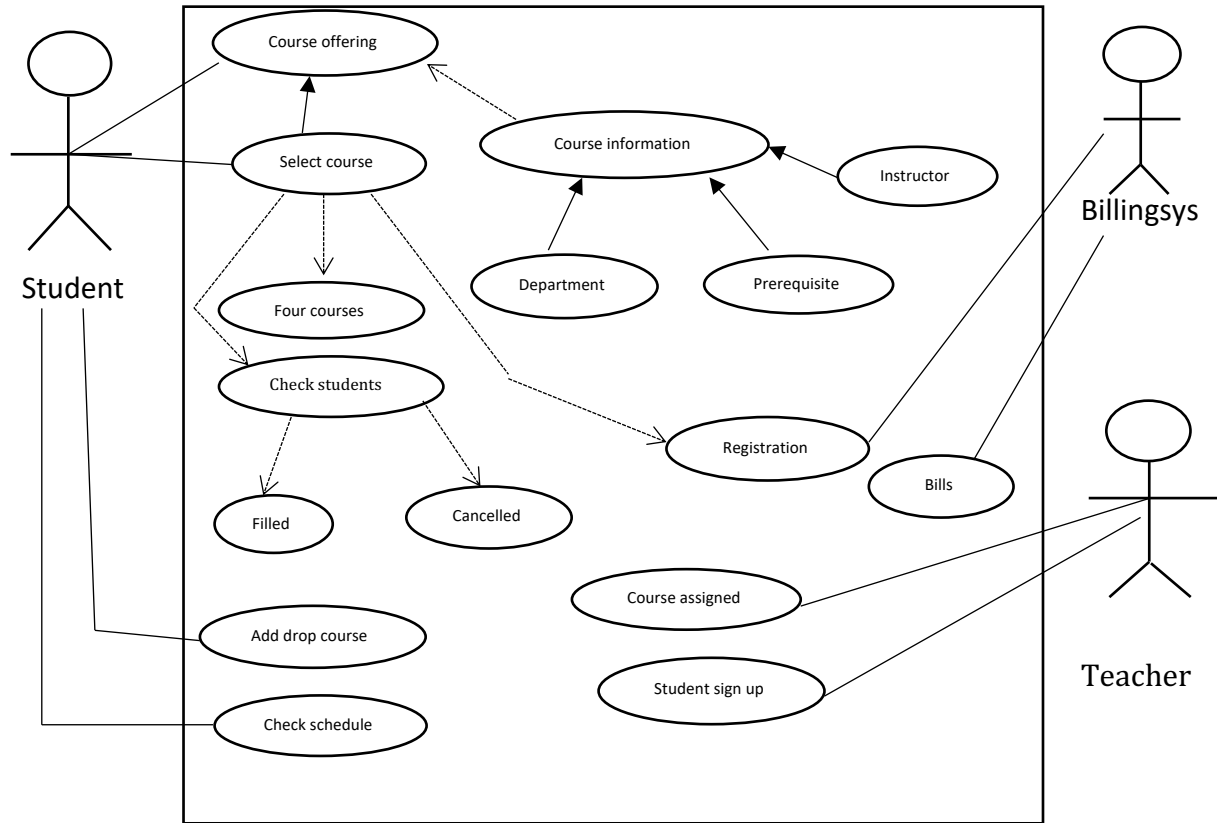 Course offering
Course information
Select course
Instructor
Billingsys
Student
Department
Prerequisite
Four courses
Check students
Registration
Bills
Filled
Cancelled
Course assigned
Add drop course
Teacher
Student sign up
Check schedule